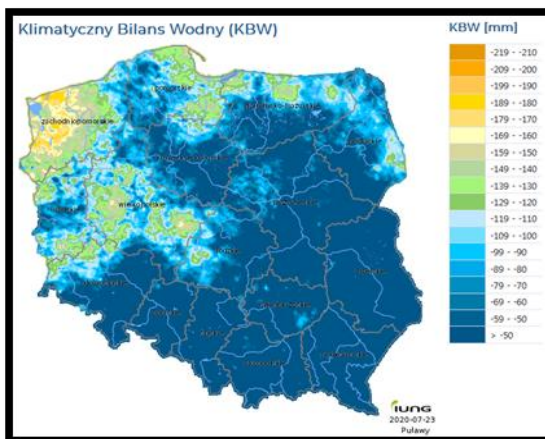 Klimatyczny Bilans Wodny (KBW)
KBW [mm]
-219 - -210
-209 - -200
-199 - -190
-189 - -180
-179 - -170
-169 - -160
-159 - -150
-149 - -140
-139 - -130
-129 - -120
-119 - -110
-109 - -100
-99 - -90
-89 - -80
-79 - -70
-69 - -60
-59 - -50
> -50
pomorskie
zachodniopomorskie
wielkopolskie
IUNG
2020-07-23
Puławy